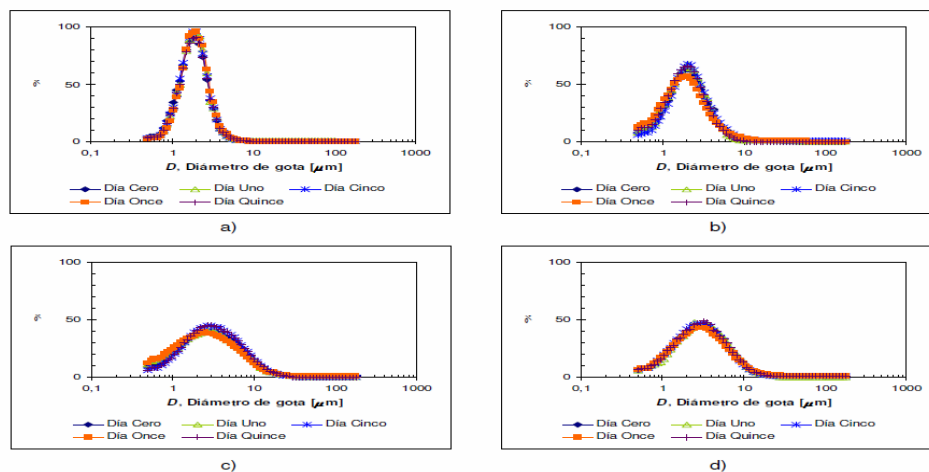 100
50
0
%
0,1 1 10 100 1000
D, Diámetro de gota [μm]
Día Cero Día Uno Día Cinco
Día Once Día Quince
a)
100
50
0
%
0,1 1 10 100 1000
D, Diámetro de gota [μm]
Día Cero Día Uno Día Cinco
Día Once Día Quince
b)
100
50
0
%
0,1 1 10 100 1000
D, Diámetro de gota [μm]
Día Cero Día Uno Día Cinco
Día Once Día Quince
c)
100
50
0
%
0,1 1 10 100 1000
D, Diámetro de gota [μm]
Día Cero Día Uno Día Cinco
Día Once Día Quince
d)